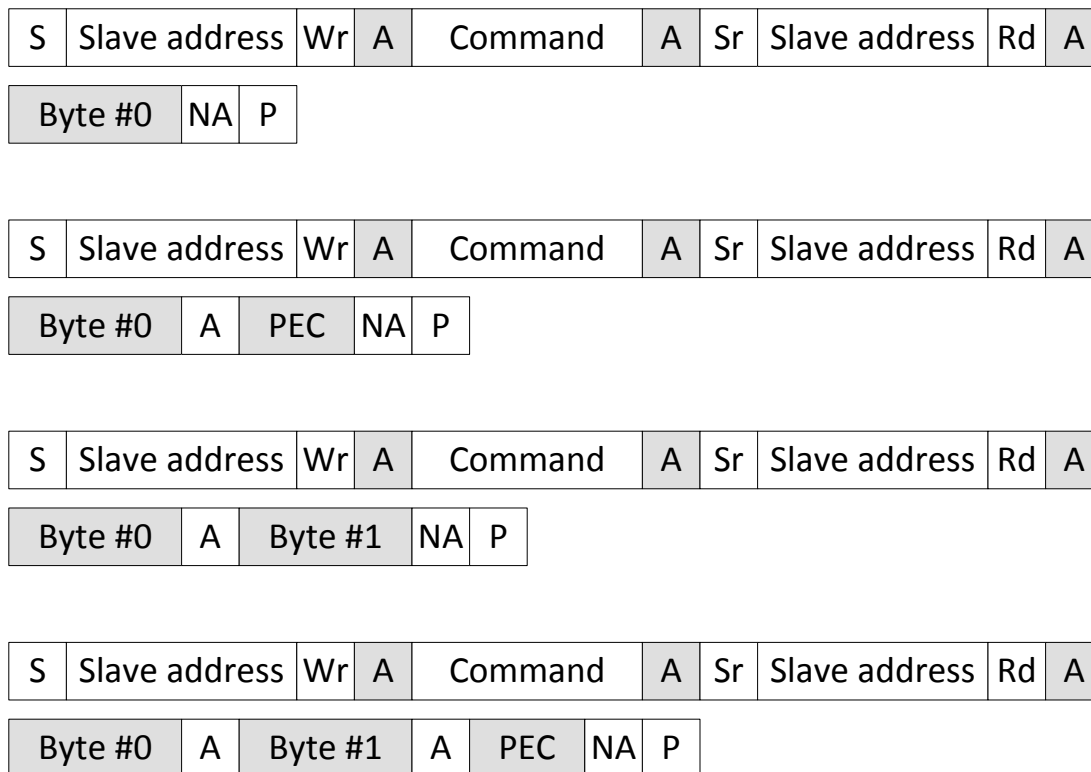 S Slave address Wr A Command A Sr Slave address Rd A
Byte #0 NA P
S Slave address Wr A Command A Sr Slave address Rd A
Byte #0 A PEC NA P
S Slave address Wr A Command A Sr Slave address Rd A
Byte #0 A Byte #1 NA P
S Slave address Wr A Command A Sr Slave address Rd A
Byte #0 A Byte #1 A PEC NA P